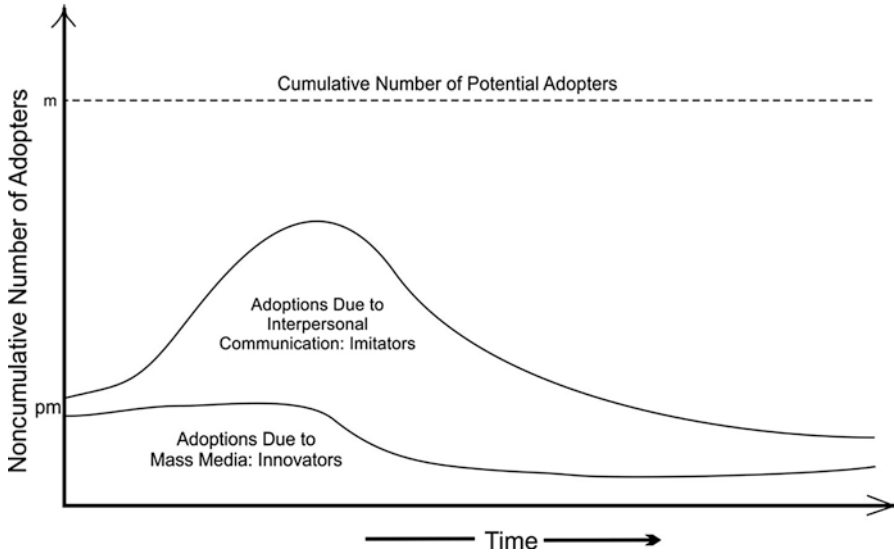 Noncumulative Number of Adopters
m
Cumulative Number of Potential Adopters
Adoptions Due to
Interpersonal
Communication: Imitators
pm
Adoptions Due to
Mass Media: Innovators
Time